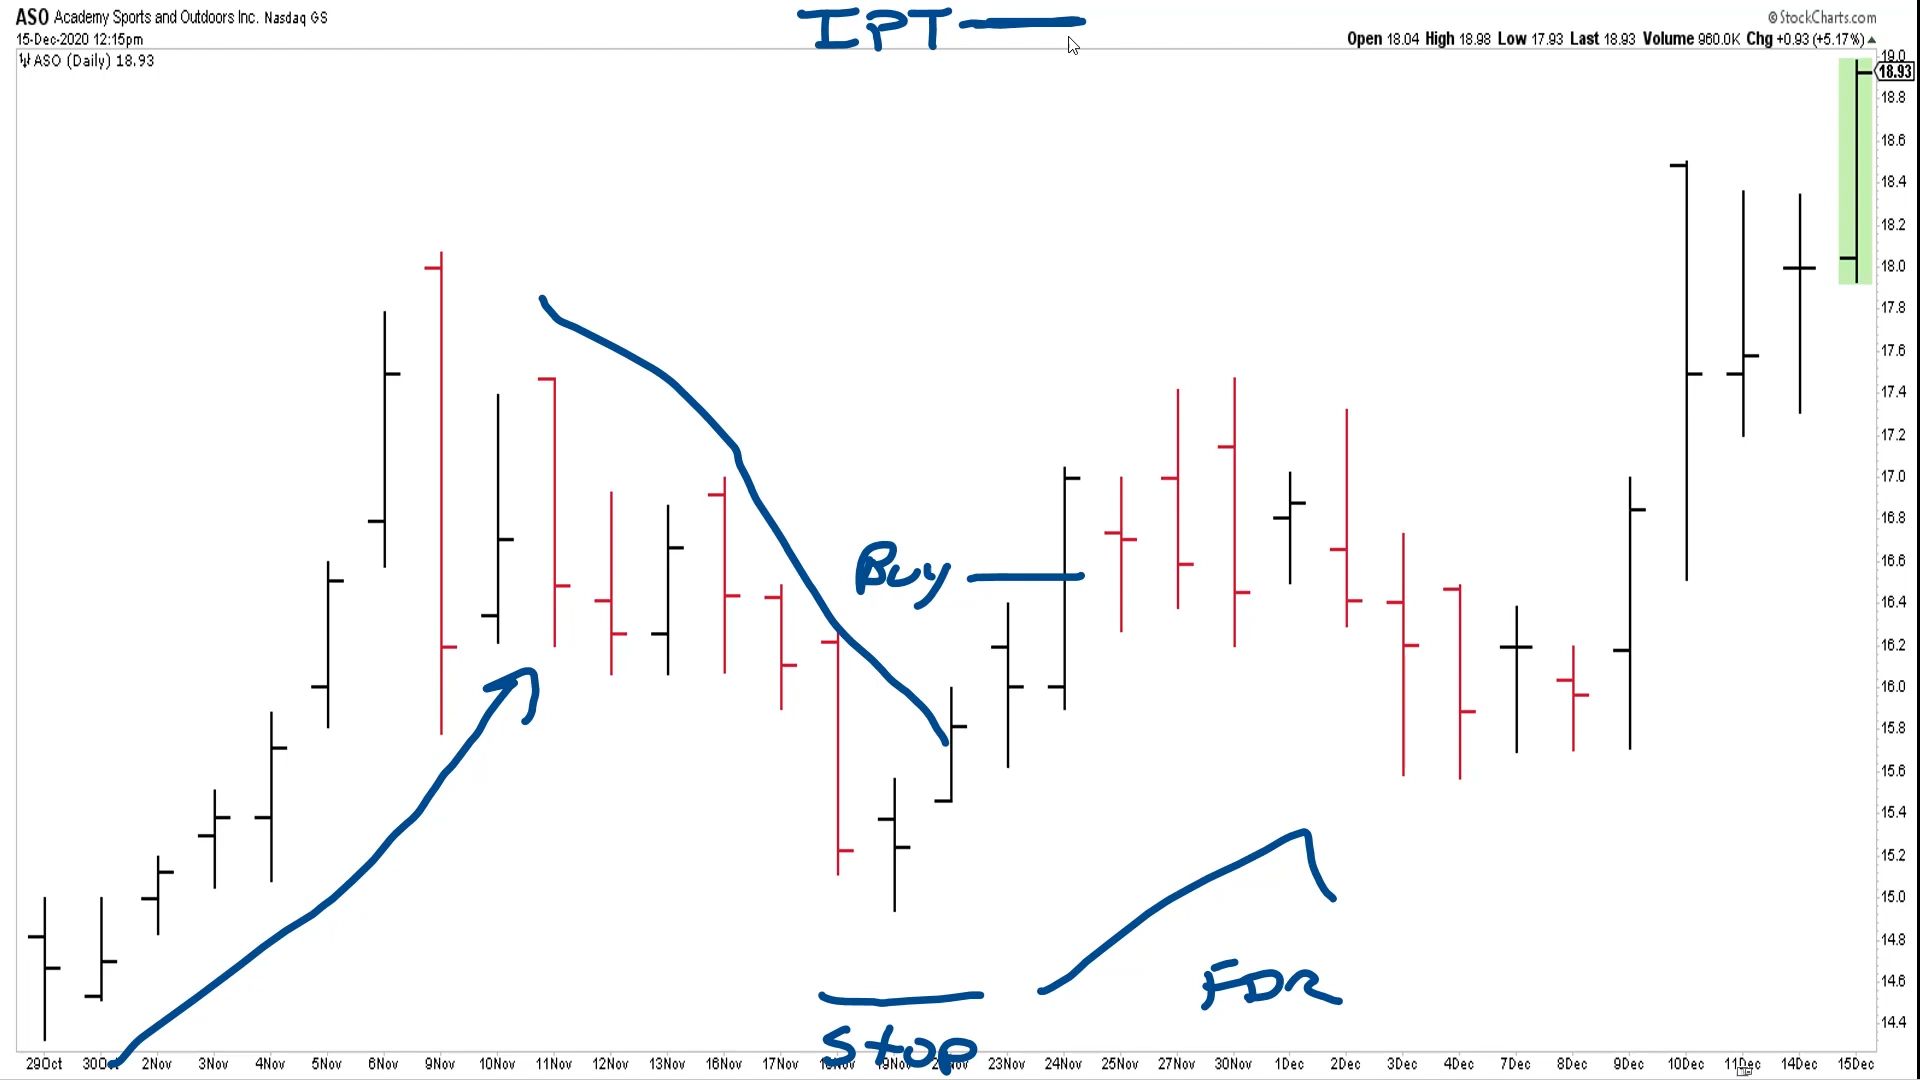 ASO Academy Sports and Outdoors Inc. Nasdaq GS
IPT
© StockCharts.com
15-Dec-2020 12:15pm
Open 18.04 High 18.98 Low 17.93 Last 18.93 Volume 960.0K Chg +0.93 (+5.17%)
ASO (Daily) 18.93
19.0
18.93
18.8
18.6
18.4
18.2
18.0
17.8
17.6
17.4
17.2
17.0
16.8
16.6
16.4
16.2
16.0
15.8
15.6
15.4
15.2
15.0
14.8
14.6
14.4
Buy
FDR
Stop
29Oct 30Oct 2Nov 3Nov 4Nov 5Nov 6Nov 9Nov 10Nov 11Nov 12Nov 13Nov 16Nov 17Nov 18Nov 19Nov 20Nov 23Nov 24Nov 25Nov 27Nov 30Nov 1Dec 2Dec 3Dec 4Dec 7Dec 8Dec 9Dec 10Dec 11Dec 14Dec 15Dec